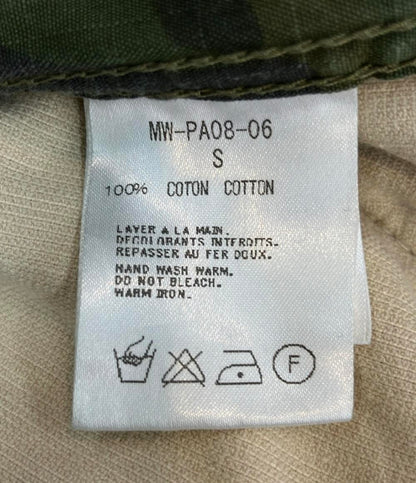 MW-PA08-06
S
100% COTON COTTON
LAVER A LA MAIN.
DECOLORANTS INTERDITS.
REPASSER AU FER DOUX.
HAND WASH WARM.
DO NOT BLEACH.
WARM IRON.
F